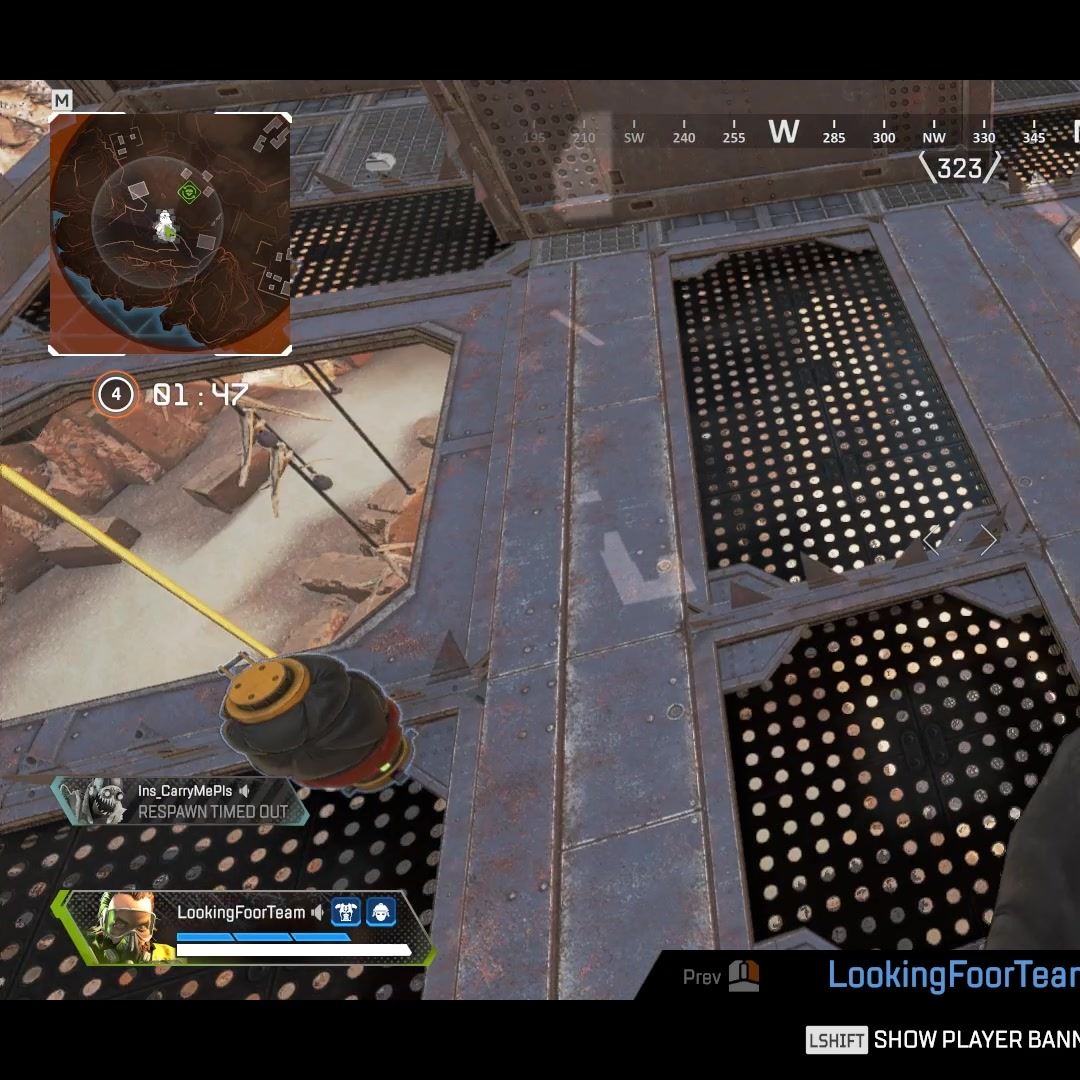 M
195 210 SW 240 255 W 285 300 NW 330 345
323
4 01:47
Ins_CarryMePls
RESPAWN TIMED OUT
LookingFoorTeam
Prev LookingFoorTeam
LSHIFT SHOW PLAYER BANN